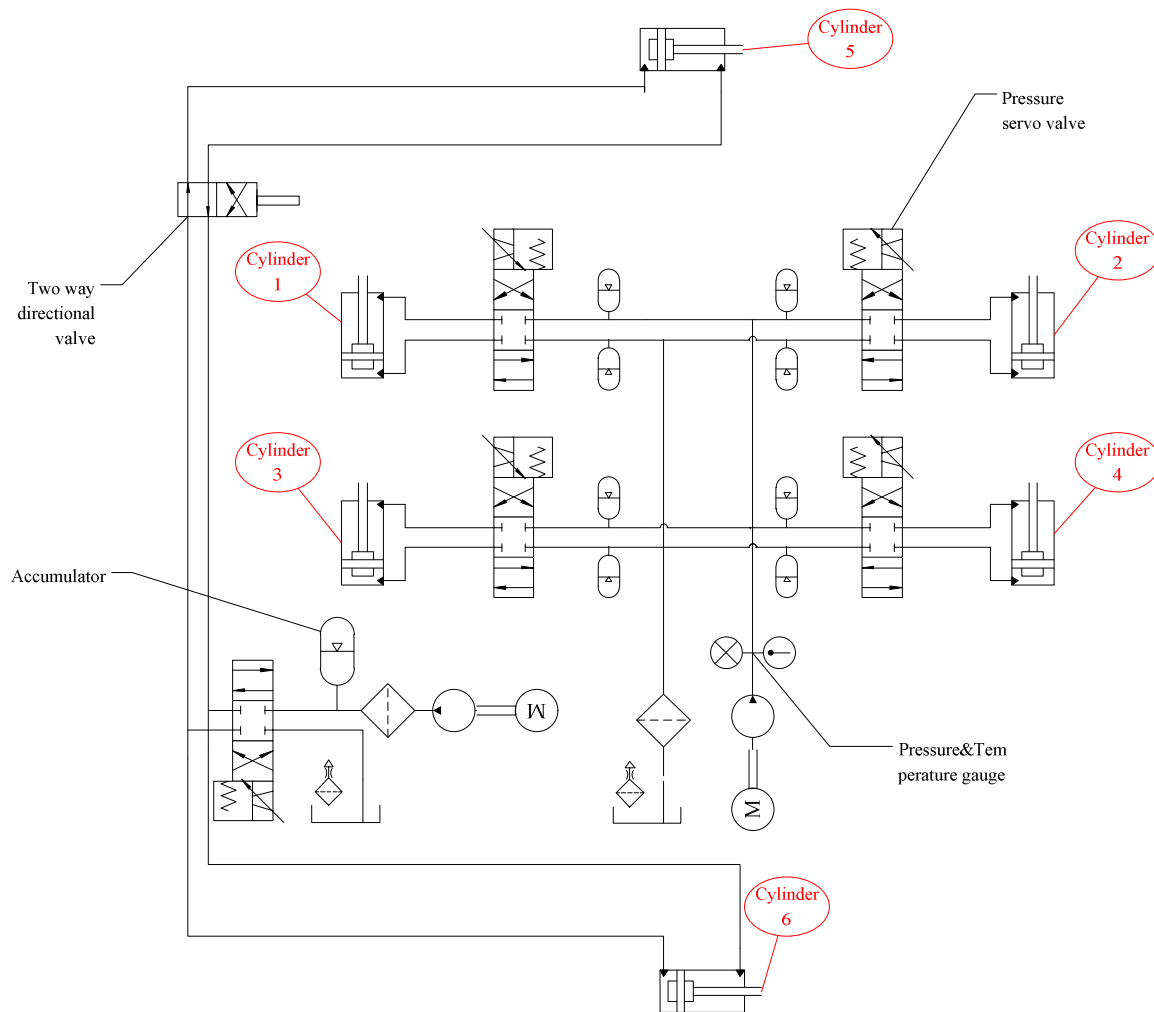 Cylinder
5
Pressure
servo valve
Cylinder
1
Cylinder
2
Two way
directional
valve
Cylinder
3
Cylinder
4
Accumulator
M
Pressure&Tem
perature gauge
M
Cylinder
6